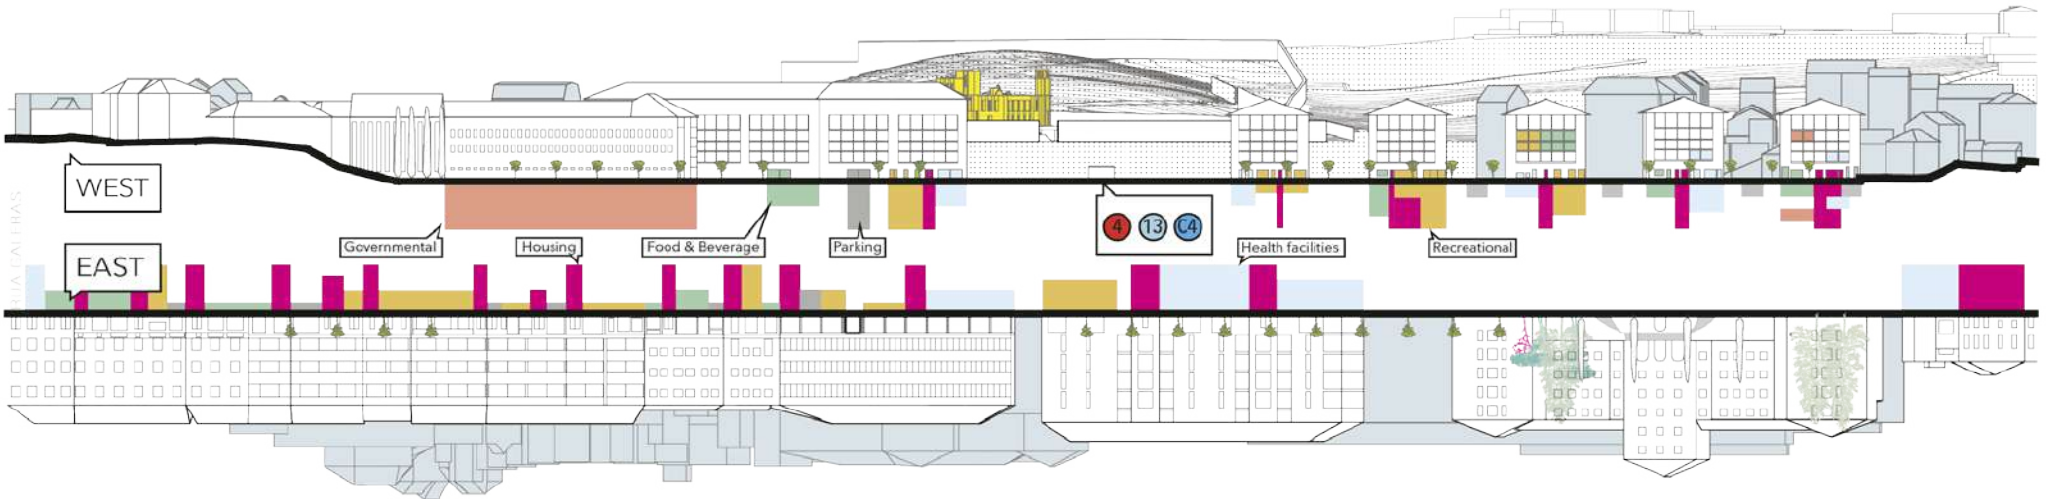 WEST
4 13 C4
Governmental
Housing
Food & Beverage
Parking
Health facilities
Recreational
EAST